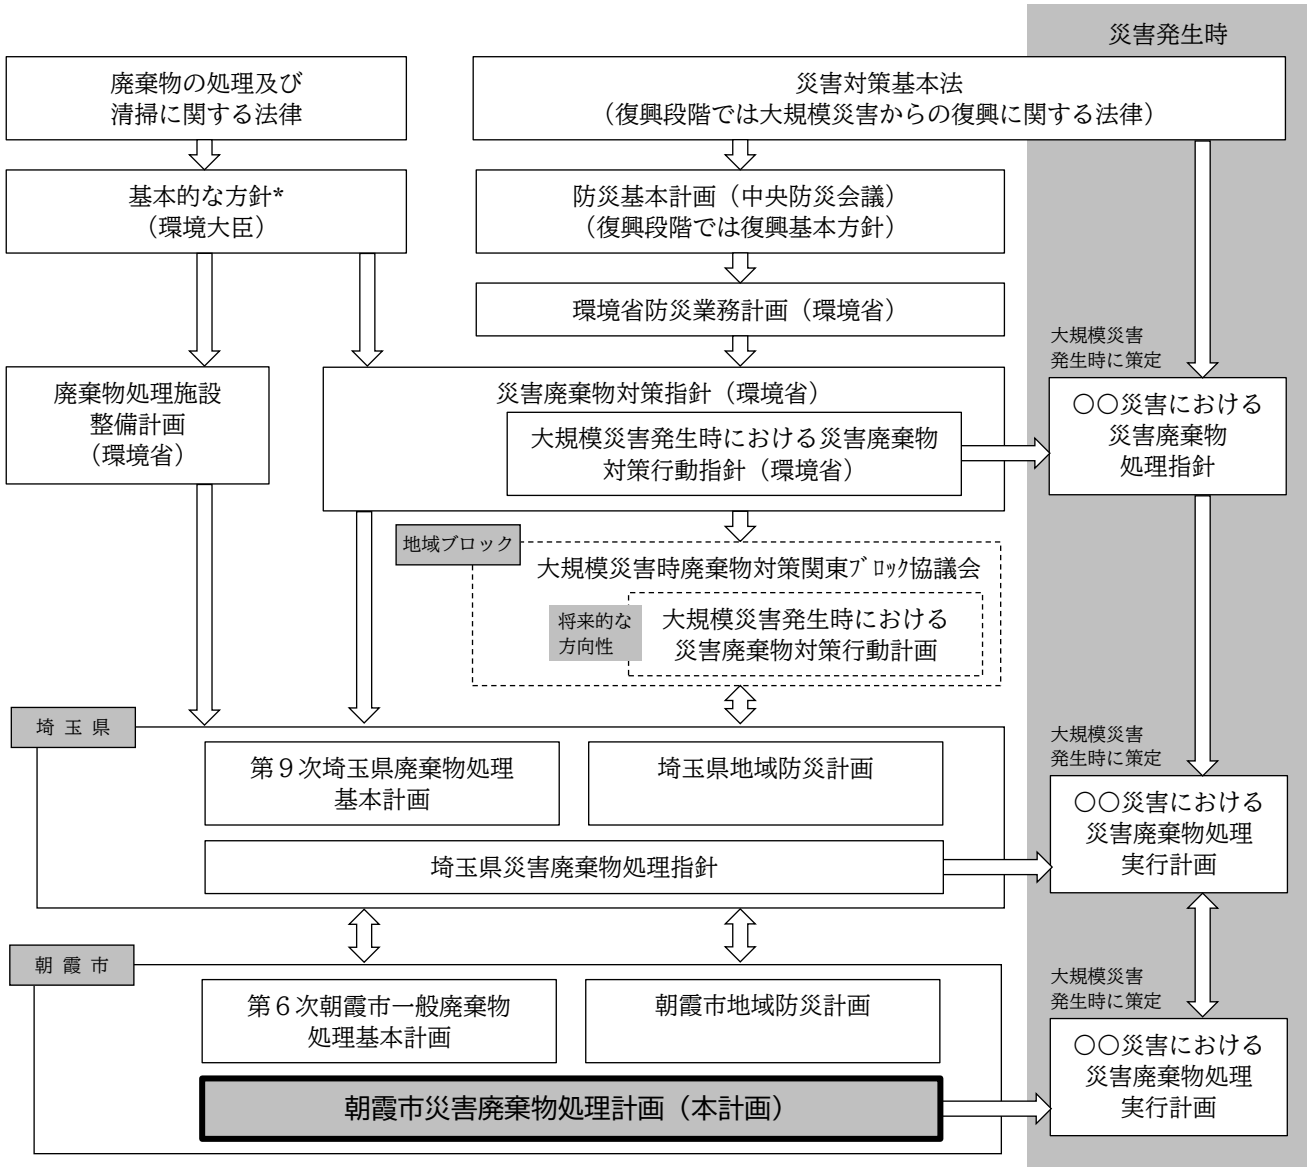 災害発生時
廃棄物の処理及び
清掃に関する法律
災害対策基本法
（復興段階では大規模災害からの復興に関する法律）
基本的な方針*
（環境大臣）
防災基本計画（中央防災会議）
（復興段階では復興基本方針）
環境省防災業務計画（環境省）
大規模災害
発生時に策定
廃棄物処理施設
整備計画
（環境省）
災害廃棄物対策指針（環境省）
大規模災害発生時における災害廃棄物
対策行動指針（環境省）
〇〇災害における
災害廃棄物
処理指針
地域ブロック
大規模災害時廃棄物対策関東ﾌﾞﾛｯｸ協議会
将来的な
方向性
大規模災害発生時における
災害廃棄物対策行動計画
埼 玉 県
第９次埼玉県廃棄物処理
基本計画
埼玉県地域防災計画
大規模災害
発生時に策定
〇〇災害における
災害廃棄物処理
実行計画
埼玉県災害廃棄物処理指針
朝 霞 市
第６次朝霞市一般廃棄物
処理基本計画
朝霞市地域防災計画
大規模災害
発生時に策定
〇〇災害における
災害廃棄物処理
実行計画
朝霞市災害廃棄物処理計画（本計画）